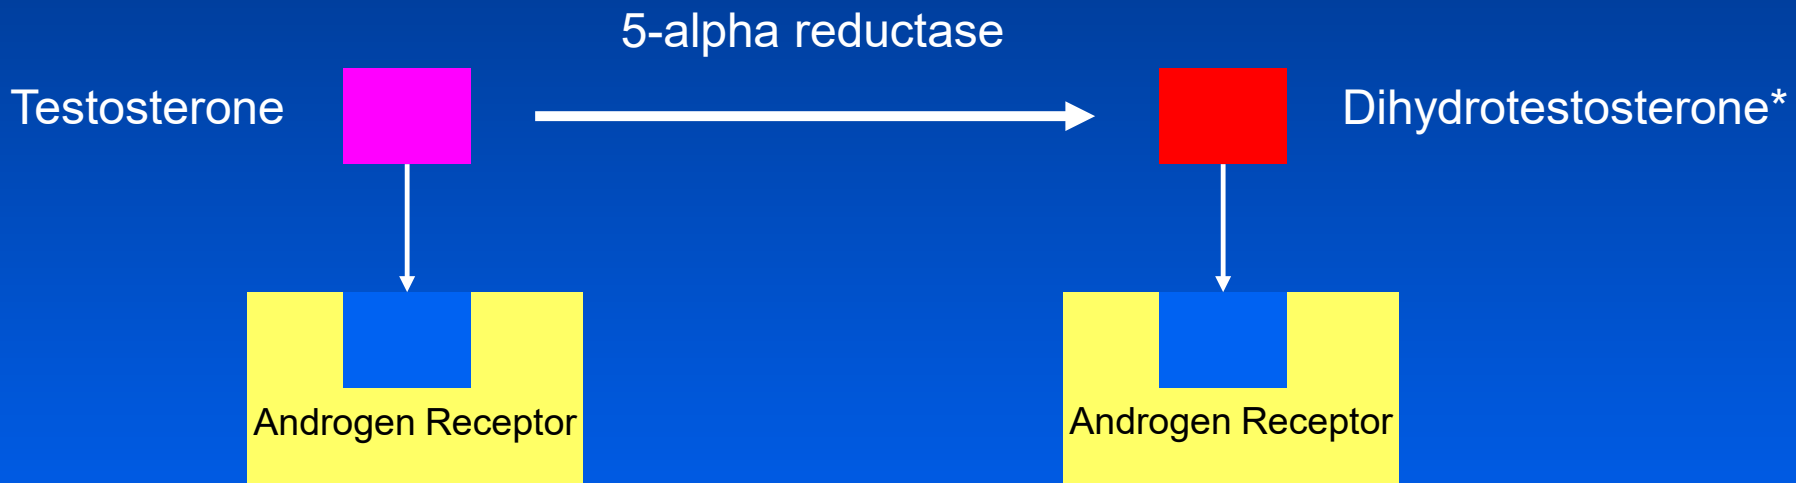 5-alpha reductase
Testosterone
Dihydrotestosterone*
Androgen Receptor
Androgen Receptor